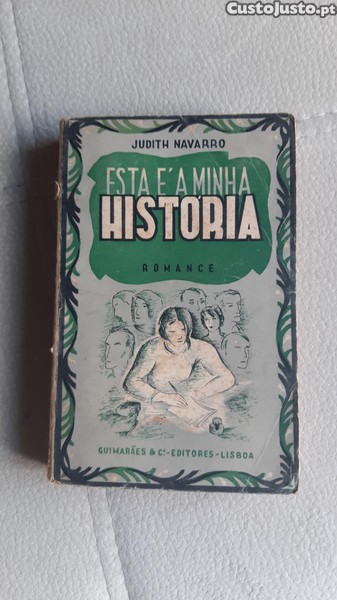 CustoJusto.pt
JUDITH NAVARRO
ESTA E' A MINHA
HISTORIA
ROMANCE
GUIMARÃES & Cª - EDITORES - LISBOA